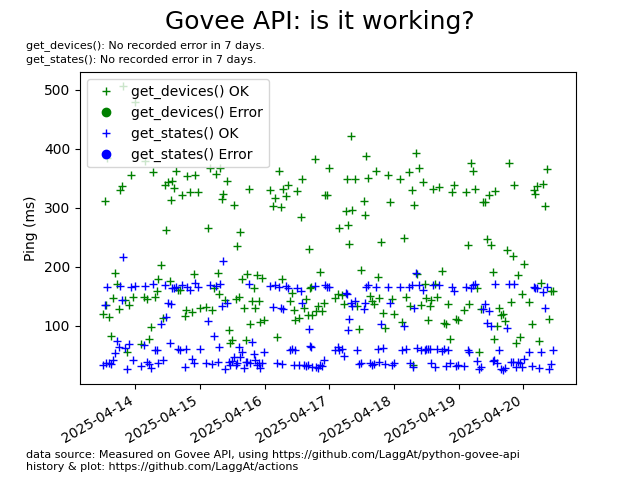 Govee API: is it working?
get_devices(): No recorded error in 7 days.
get_states(): No recorded error in 7 days.
get_devices() OK
get_devices() Error
get_states() OK
get_states() Error
Ping (ms)
500
400
300
200
100
2025-04-14
2025-04-15
2025-04-16
2025-04-17
2025-04-18
2025-04-19
2025-04-20
data source: Measured on Govee API, using https://github.com/LaggAt/python-govee-api
history & plot: https://github.com/LaggAt/actions